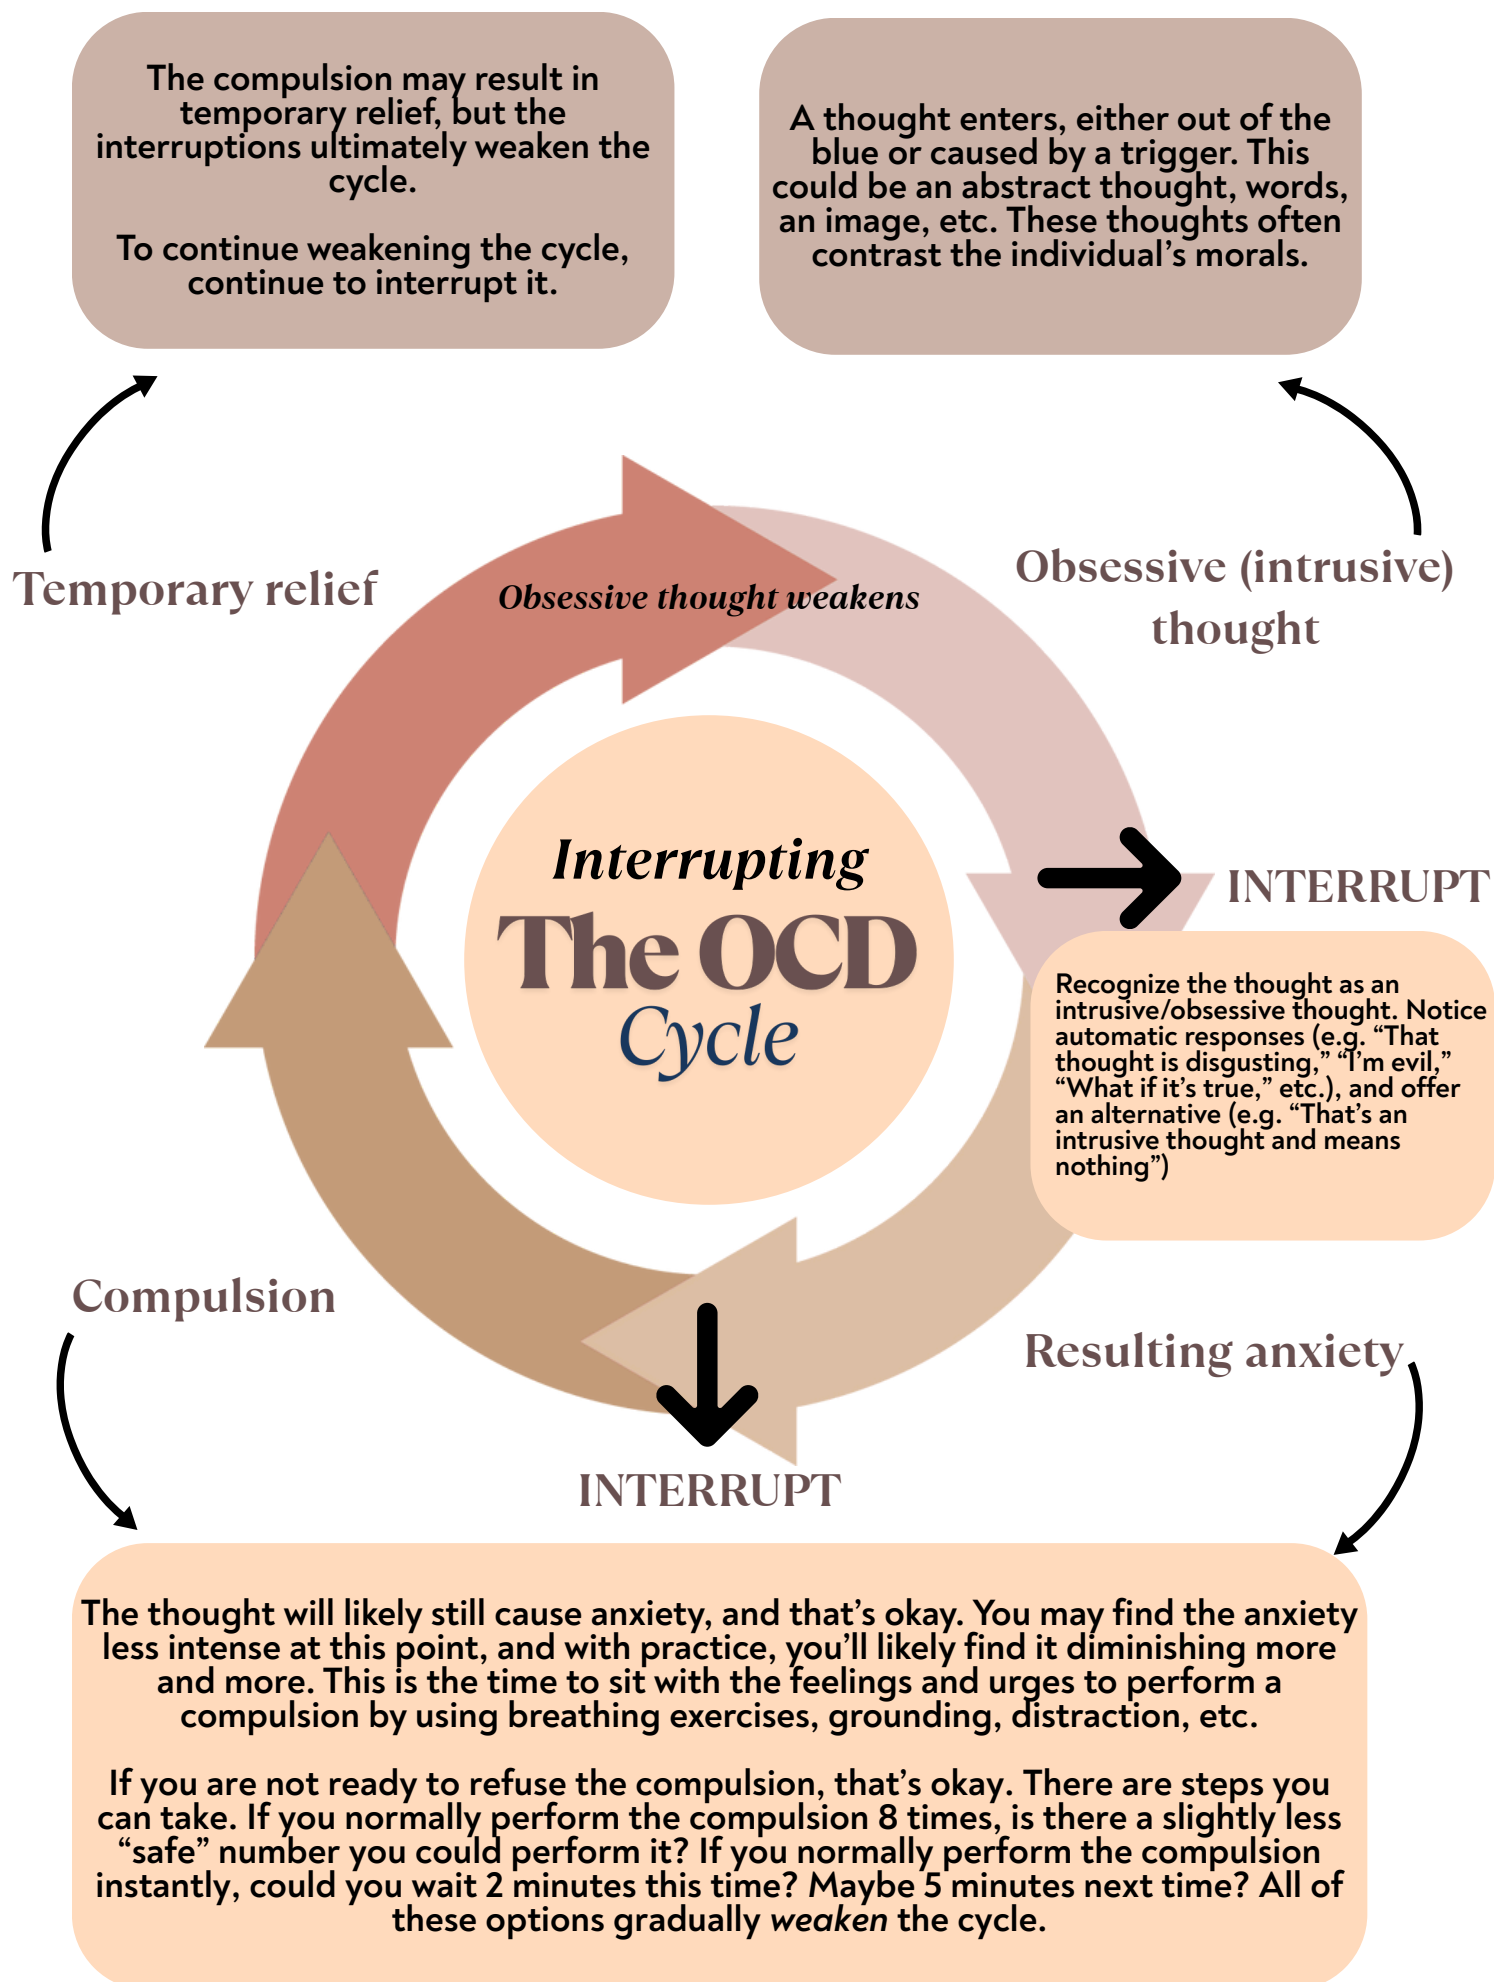 The compulsion may result in
temporary relief, but the
interruptions ultimately weaken the
cycle.
To continue weakening the cycle,
continue to interrupt it.
A thought enters, either out of the
blue or caused by a trigger. This
could be an abstract thought, words,
an image, etc. These thoughts often
contrast the individual's morals.
Temporary relief
Obsessive thought weakens
Obsessive (intrusive)
thought
Interrupting
The OCD
Cycle
INTERRUPT
Recognize the thought as an
intrusive/obsessive thought. Notice
automatic responses (e.g. “That
thought is disgusting,” “I’m evil,”
“What if it’s true,” etc.), and offer
an alternative (e.g. “That’s an
intrusive thought and means
nothing”)
Compulsion
Resulting anxiety
INTERRUPT
The thought will likely still cause anxiety, and that’s okay. You may find the anxiety
less intense at this point, and with practice, you’ll likely find it diminishing more
and more. This is the time to sit with the feelings and urges to perform a
compulsion by using breathing exercises, grounding, distraction, etc.
If you are not ready to refuse the compulsion, that’s okay. There are steps you
can take. If you normally perform the compulsion 8 times, is there a slightly less
“safe” number you could perform it? If you normally perform the compulsion
instantly, could you wait 2 minutes this time? Maybe 5 minutes next time? All of
these options gradually weaken the cycle.